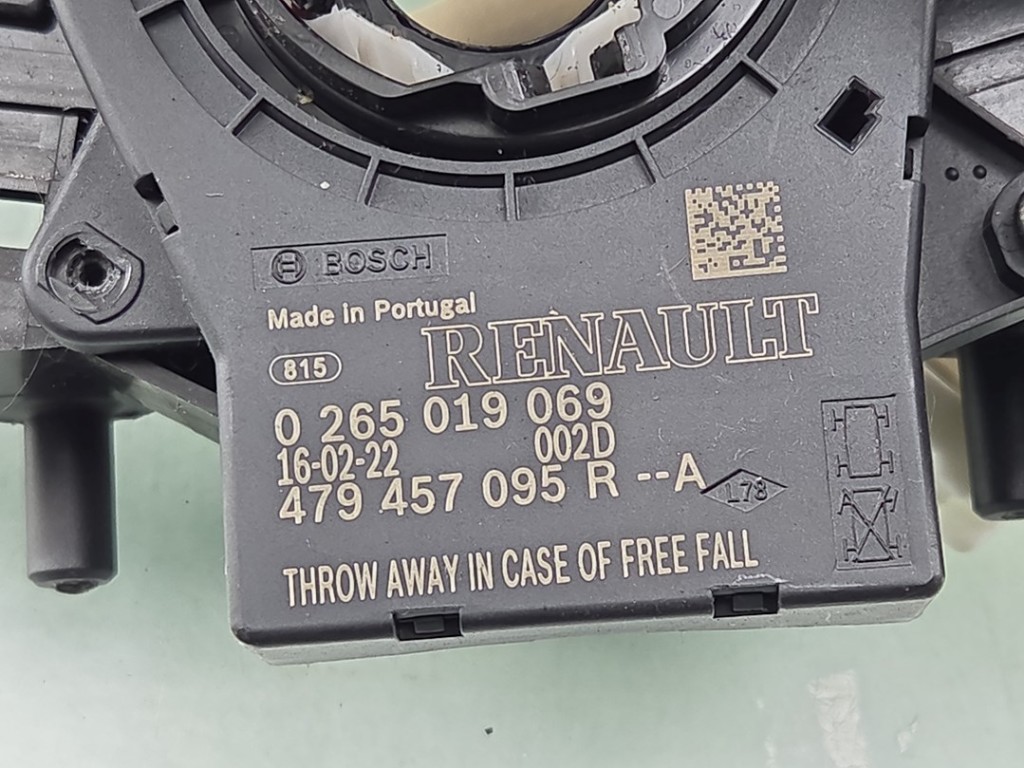 BOSCH
Made in Portugal
815
RENAULT
0 265 019 069
16-02-22 002D
479 457 095 R --A
L78
THROW AWAY IN CASE OF FREE FALL